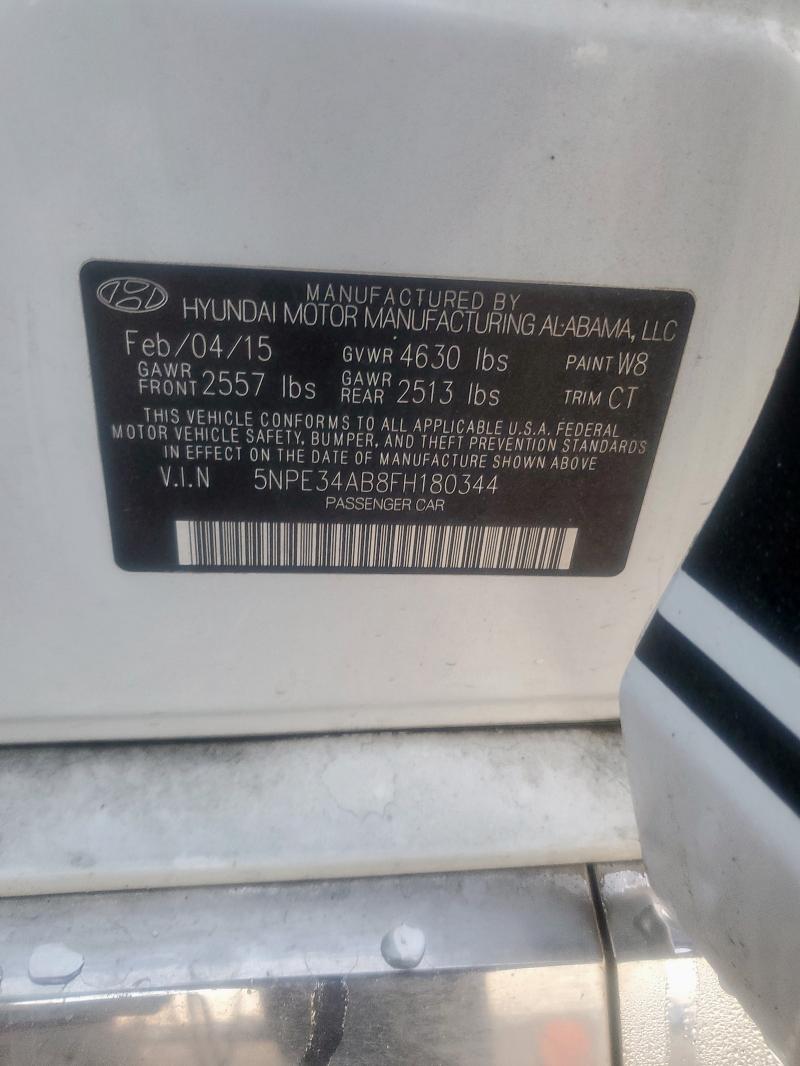 MANUFACTURED BY
HYUNDAI MOTOR MANUFACTURING ALABAMA, LLC
Feb/04/15 GVWR 4630 lbs PAINT W8
GAWR FRONT 2557 lbs GAWR REAR 2513 lbs TRIM CT
THIS VEHICLE CONFORMS TO ALL APPLICABLE U.S.A. FEDERAL
MOTOR VEHICLE SAFETY, BUMPER, AND THEFT PREVENTION STANDARDS
IN EFFECT ON THE DATE OF MANUFACTURE SHOWN ABOVE
V.I.N 5NPE34AB8FH180344
PASSENGER CAR